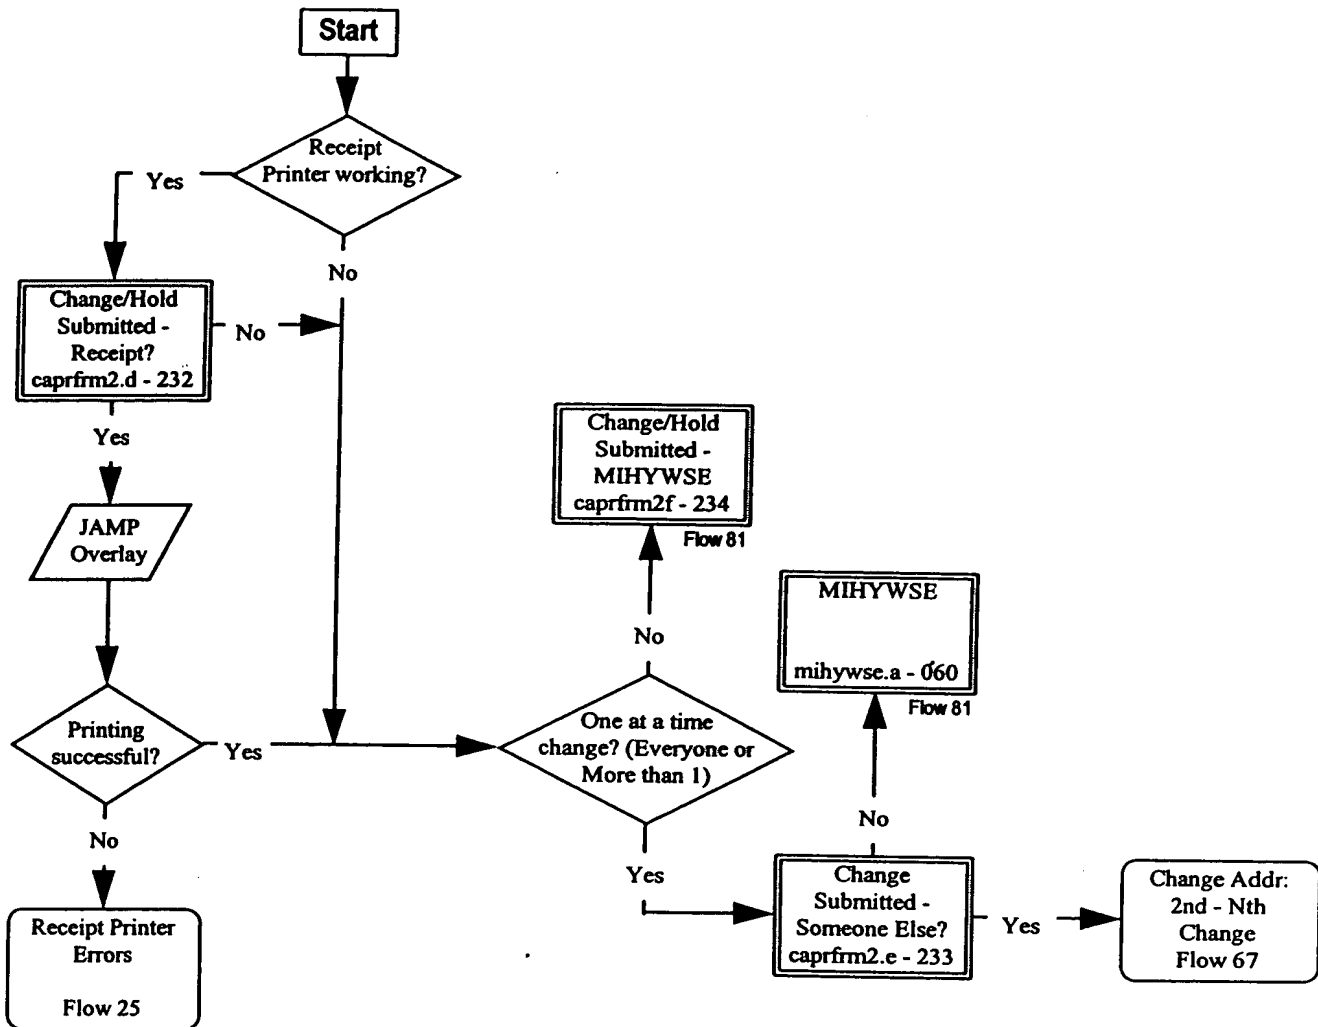 Start
Receipt
Printer working?
Yes
No
Change/Hold
Submitted -
Receipt?
caprfrm2.d - 232
No
Yes
JAMP
Overlay
Printing
successful?
Yes
No
Receipt Printer
Errors
Flow 25
Change/Hold
Submitted -
MIHYWSE
caprfrm2f - 234
Flow 81
No
One at a time
change? (Everyone or
More than 1)
Yes
MIHYWSE
mihywse.a - 060
Flow 81
No
Change
Submitted -
Someone Else?
caprfrm2.e - 233
Yes
Change Addr:
2nd - Nth
Change
Flow 67